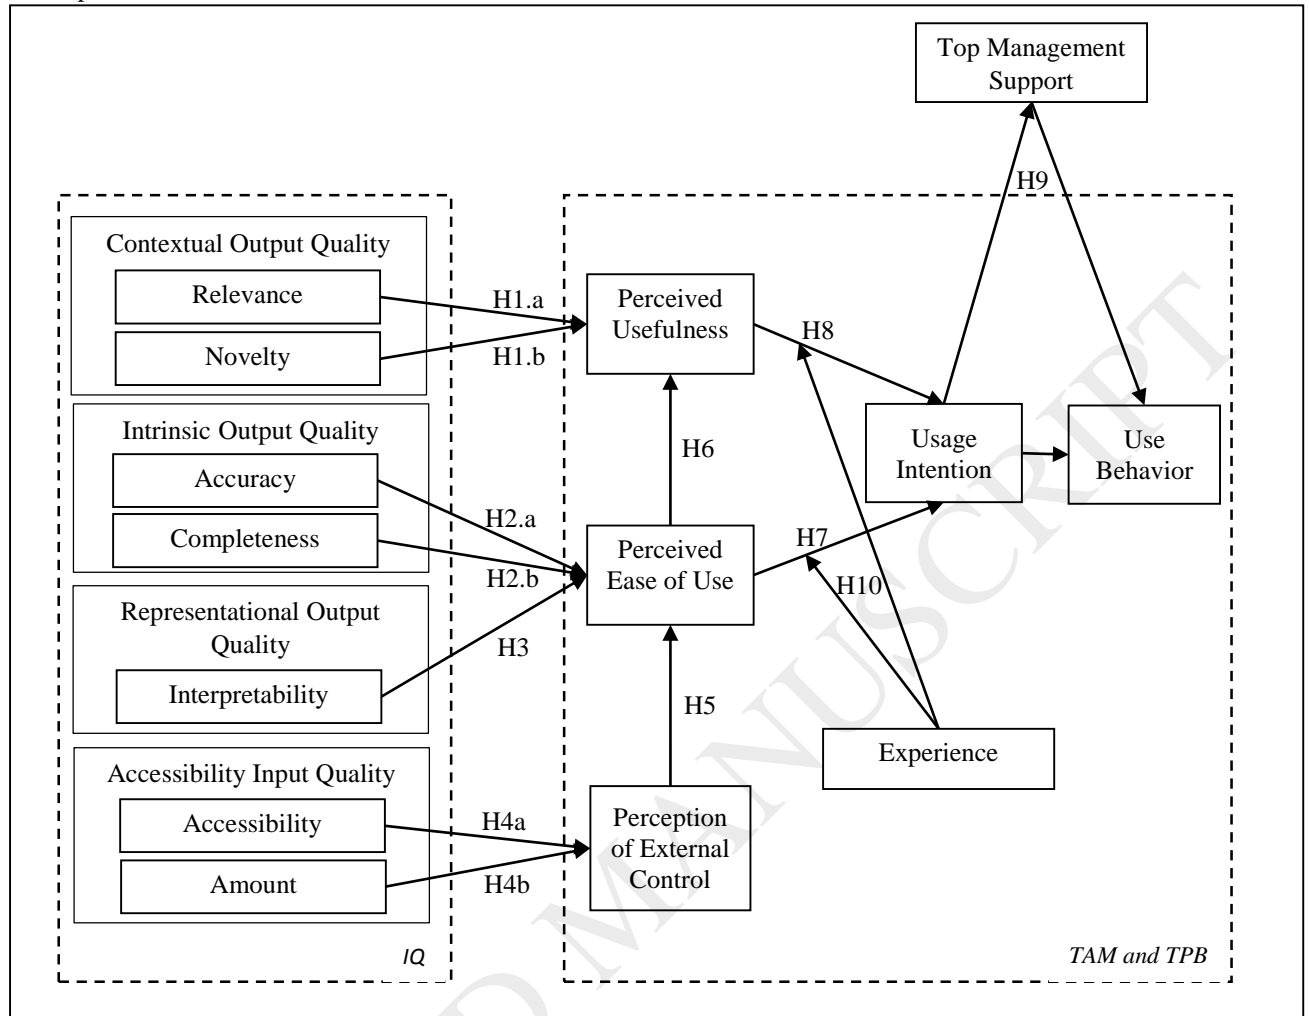 Top Management
Support
H9
Contextual Output Quality
Relevance
Novelty
H1.a
H1.b
Perceived
Usefulness
H8
Intrinsic Output Quality
Accuracy
Completeness
H2.a
H2.b
H6
Usage
Intention
Use
Behavior
Perceived
Ease of Use
H7
H10
Representational Output
Quality
Interpretability
H3
H5
Experience
Accessibility Input Quality
Accessibility
Amount
H4a
H4b
Perception
of External
Control
IQ
TAM and TPB
D MANUSCRIPT